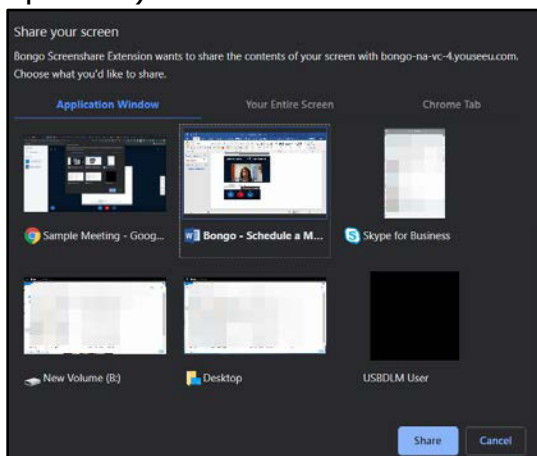 Share your screen
Bongo Screenshare Extension wants to share the contents of your screen with bongo-na-vc-4.youseeu.com.
Choose what you'd like to share.
Application Window
Your Entire Screen
Chrome Tab
Sample Meeting - Goog...
Bongo - Schedule a M...
Skype for Business
New Volume (B:)
Desktop
USBDLM User
Share
Cancel